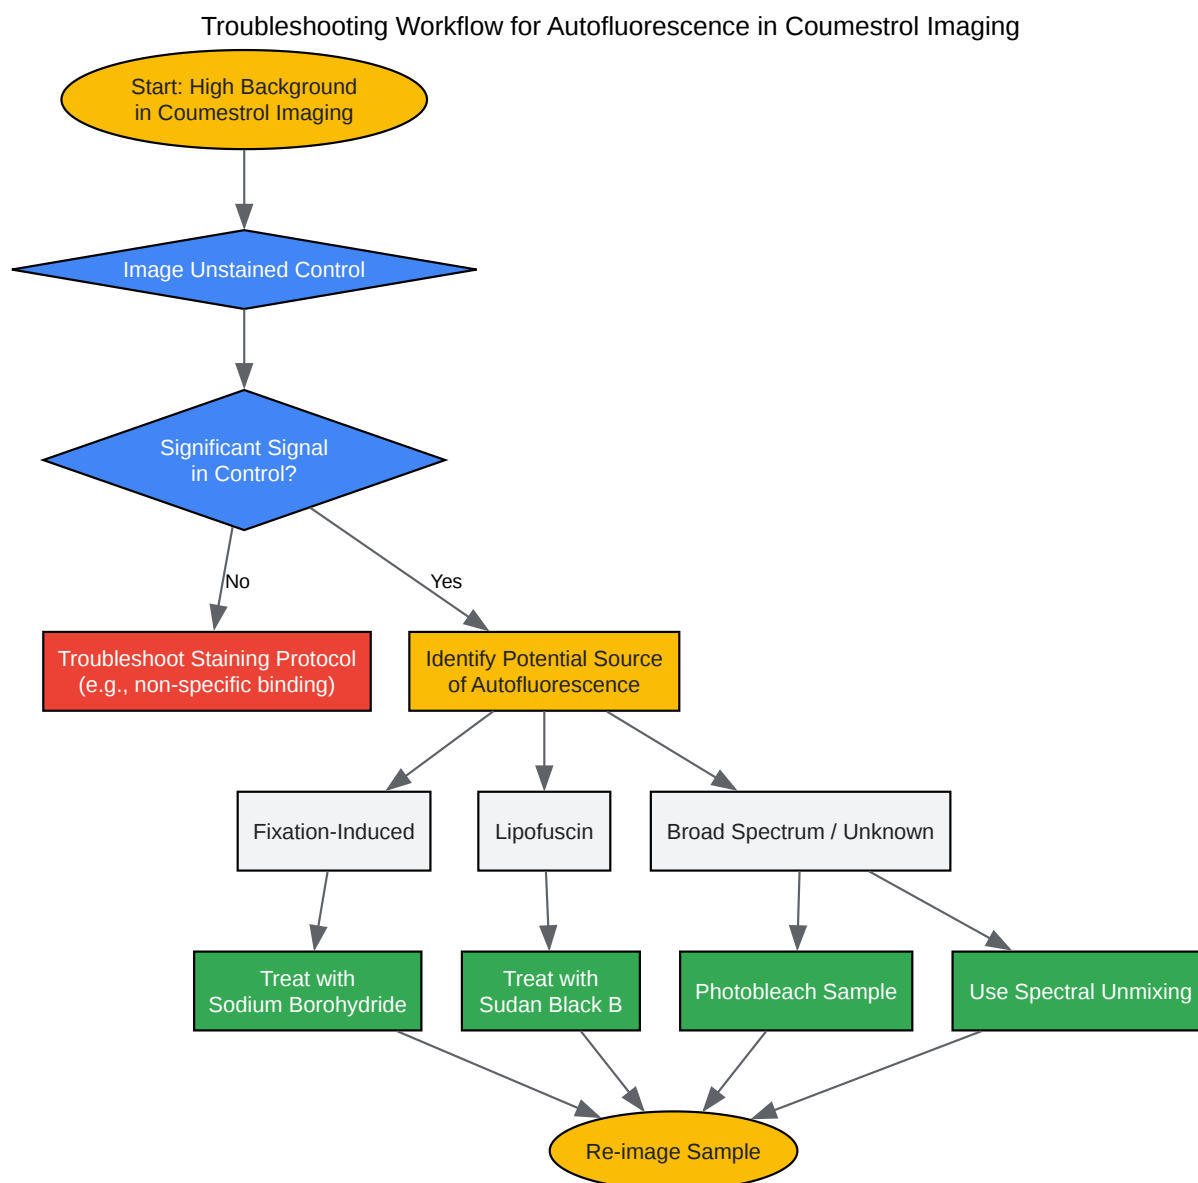 Troubleshooting Workflow for Autofluorescence in Coumestrol Imaging
Start: High Background
in Coumestrol Imaging
Image Unstained Control
Significant Signal
in Control?
No
Yes
Troubleshoot Staining Protocol
(e.g., non-specific binding)
Identify Potential Source
of Autofluorescence
Fixation-Induced
Lipofuscin
Broad Spectrum / Unknown
Treat with
Sodium Borohydride
Treat with
Sudan Black B
Photobleach Sample
Use Spectral Unmixing
Re-image Sample